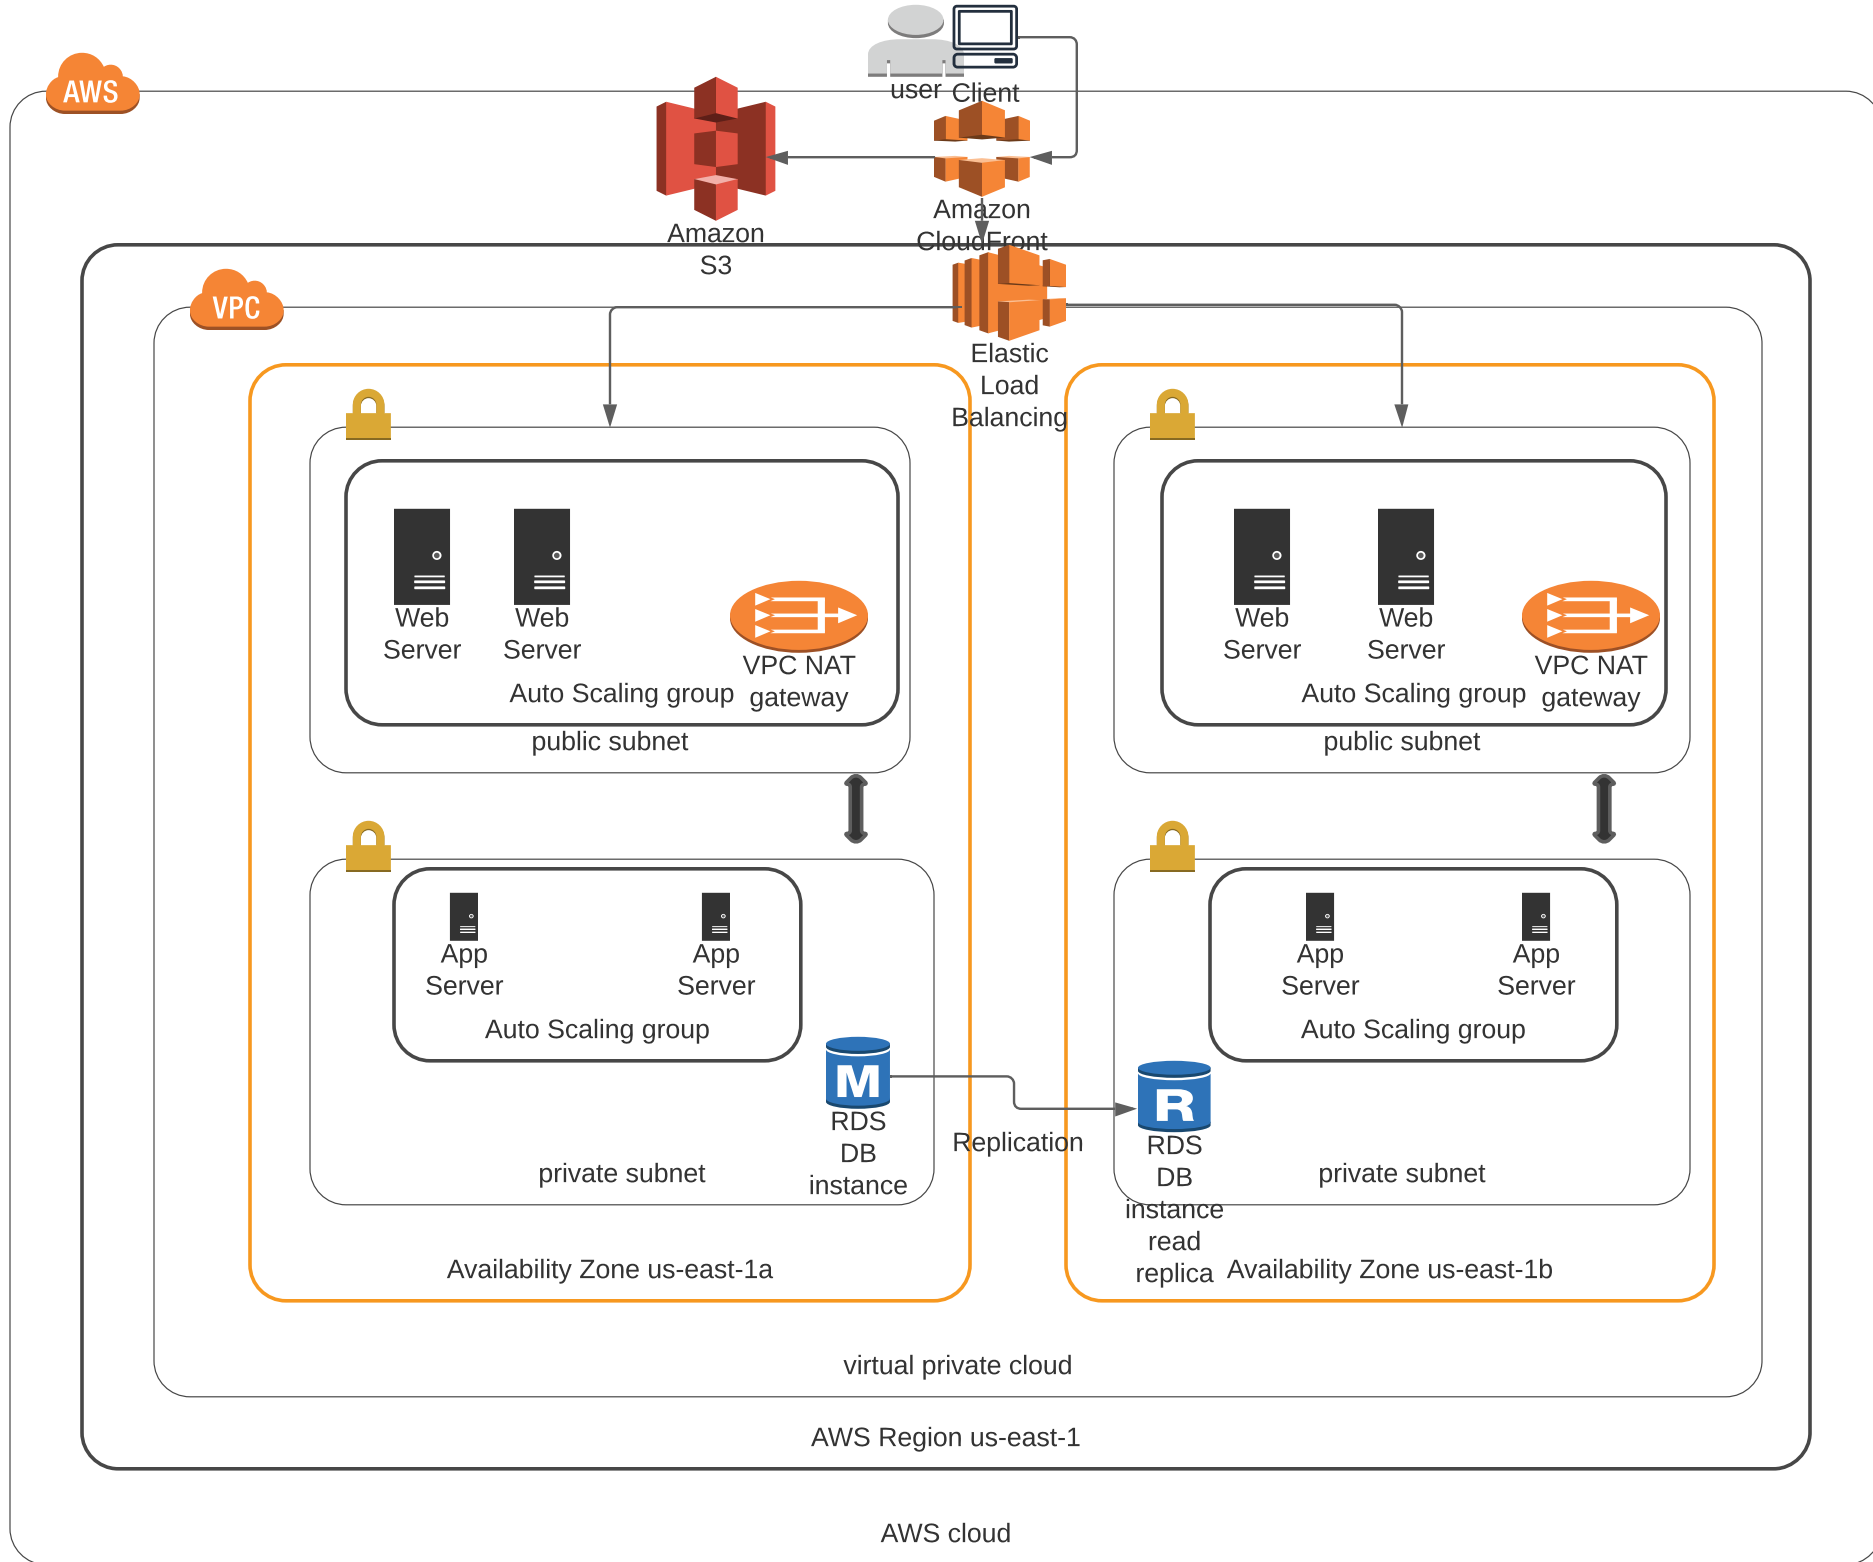 AWS
user
Client
Amazon
S3
Amazon
CloudFront
VPC
Elastic
Load
Balancing
Web
Server
Web
Server
VPC NAT
gateway
Auto Scaling group
public subnet
Web
Server
Web
Server
VPC NAT
gateway
Auto Scaling group
public subnet
App
Server
App
Server
Auto Scaling group
M
RDS
DB
instance
private subnet
Replication
App
Server
App
Server
Auto Scaling group
R
RDS
DB
instance
read
replica
private subnet
Availability Zone us-east-1a
Availability Zone us-east-1b
virtual private cloud
AWS Region us-east-1
AWS cloud